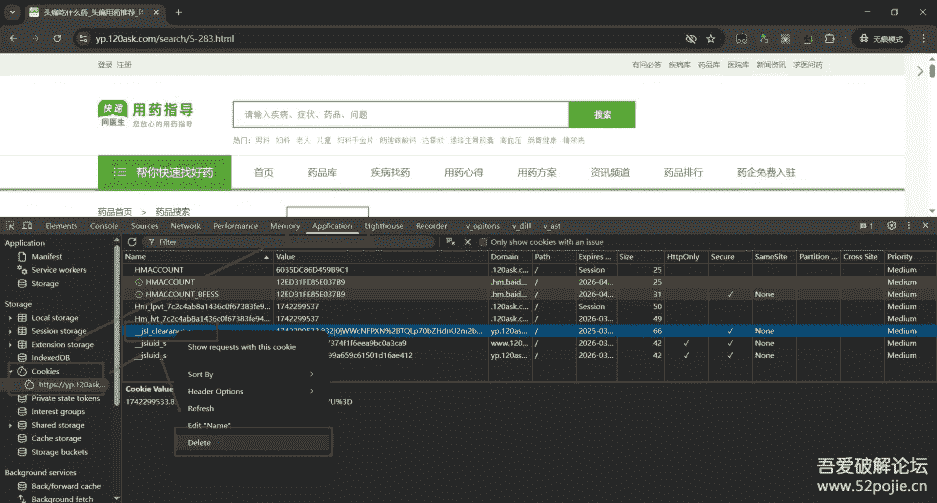 头痛吃什么药_头痛用药推荐_
yp.120ask.com/search/5-283.html
无痕模式
登录 注册
有问必答 疾病库 药品库 医院库 新闻资讯 求医问药
快速
问医生
用药指导
您放心的用药指导
请输入疾病、症状、药品、问题
搜索
帮你快速找好药
首页 药品库 疾病找药 用药心得 用药方案 资讯频道 药品排行 药企免费入驻
药品首页 > 药品搜索
Elements Console Sources Network Performance Memory Application Lighthouse Recorder v_opitons v_dill v_ast
1
Application
Filter
Only show cookies with an issue
Manifest
Service workers
Storage
Name Value Domain Path Expires ... Size HttpOnly Secure SameSite Partition ... Cross Site Priority
HMACCOUNT 6035DC86D459B9C1 .120ask.c... / Session 25 Medium
HMACCOUNT 12ED31FE85E037B9 .hm.baid... / 2026-04... 25 Medium
HMACCOUNT_BFESS 12ED31FE85E037B9 .hm.baid... / 2026-04... 31 ✓ None Medium
Hm_lpvt_7c2c4ab8a1436c0f67383fe9... 1742299537 .120ask.c... / Session 50 Medium
Hm_lvt_7c2c4ab8a1436c0f67383fe94... 1742299537 .120ask.c... / 2026-03... 49 Medium
yp.120as... / 2025-03... 66 ✓ None Medium
__jsluid_s www.120... / 2026-03... 42 ✓ ✓ None Medium
__jsluid_s 99a659c61501d16ae412 yp.120as... / 2026-03... 42 ✓ ✓ None Medium
Storage
Local storage
Session storage
Extension storage
IndexedDB
Cookies
https://yp.120ask...
Private state tokens
Interest groups
Shared storage
Cache storage
Storage buckets
Background services
Back/forward cache
Background fetch
Show requests with this cookie
Sort By
Header Options
Refresh
Edit "Name"
Delete
Cookie Value
吾爱破解论坛
www.52pojie.cn